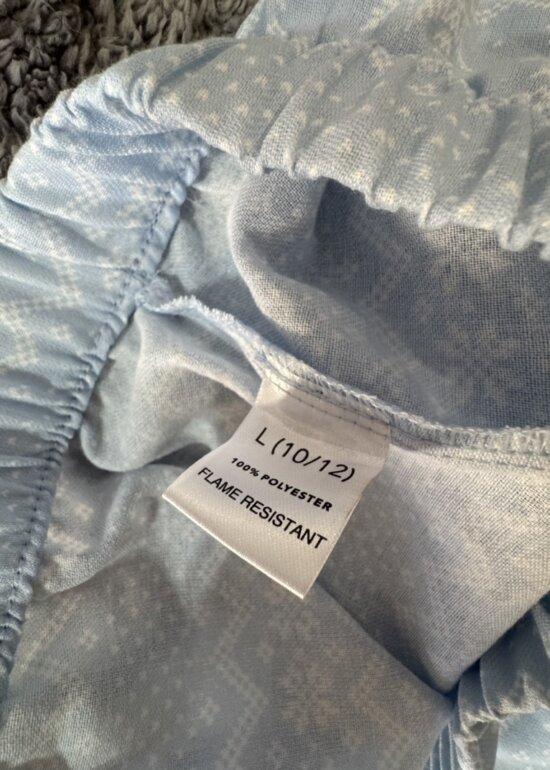 L (10/12)
100% POLYESTER
FLAME RESISTANT